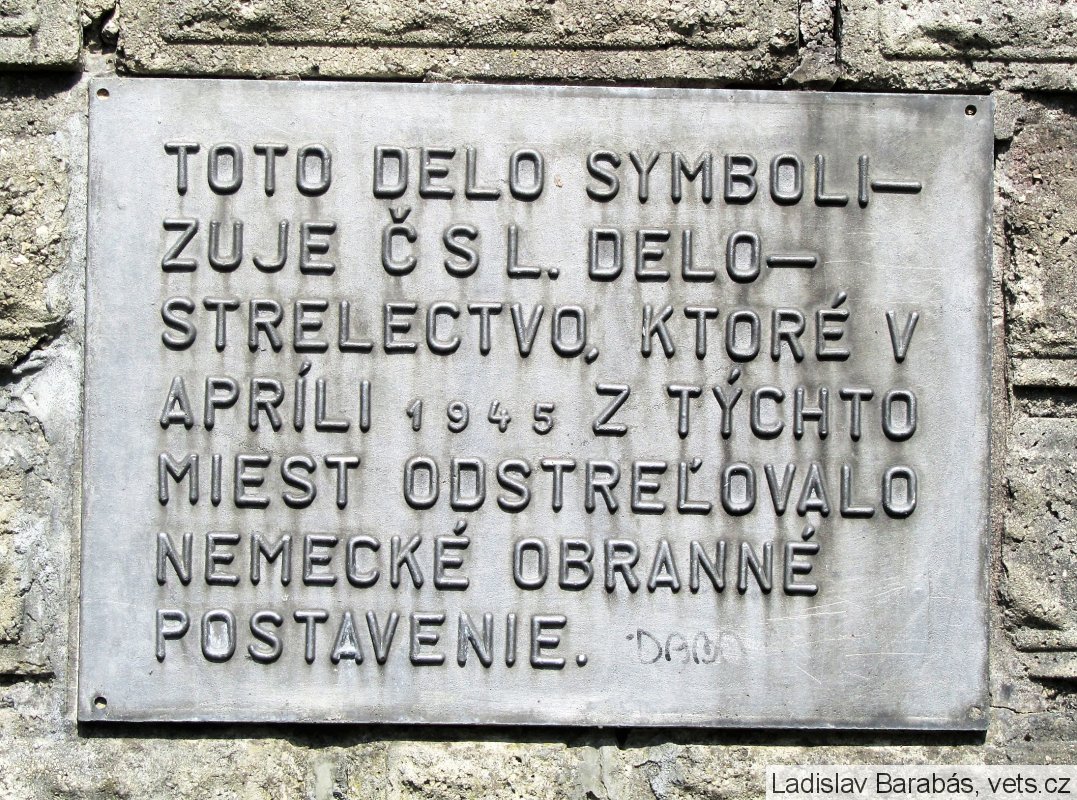 TOTO DELO SYMBOLI–
ZUJE ČSL. DELO–
STRELECTVO, KTORÉ V
APRÍLI 1945 Z TÝCHTO
MIEST ODSTREĽOVALO
NEMECKÉ OBRANNÉ
POSTAVENIE.
Ladislav Barabás, vets.cz